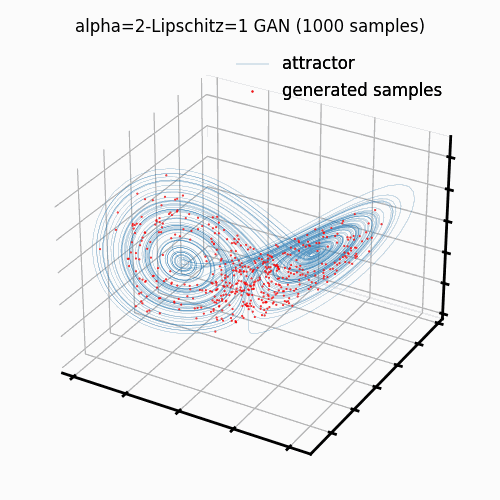 alpha=2-Lipschitz=1 GAN (1000 samples)
attractor
generated samples